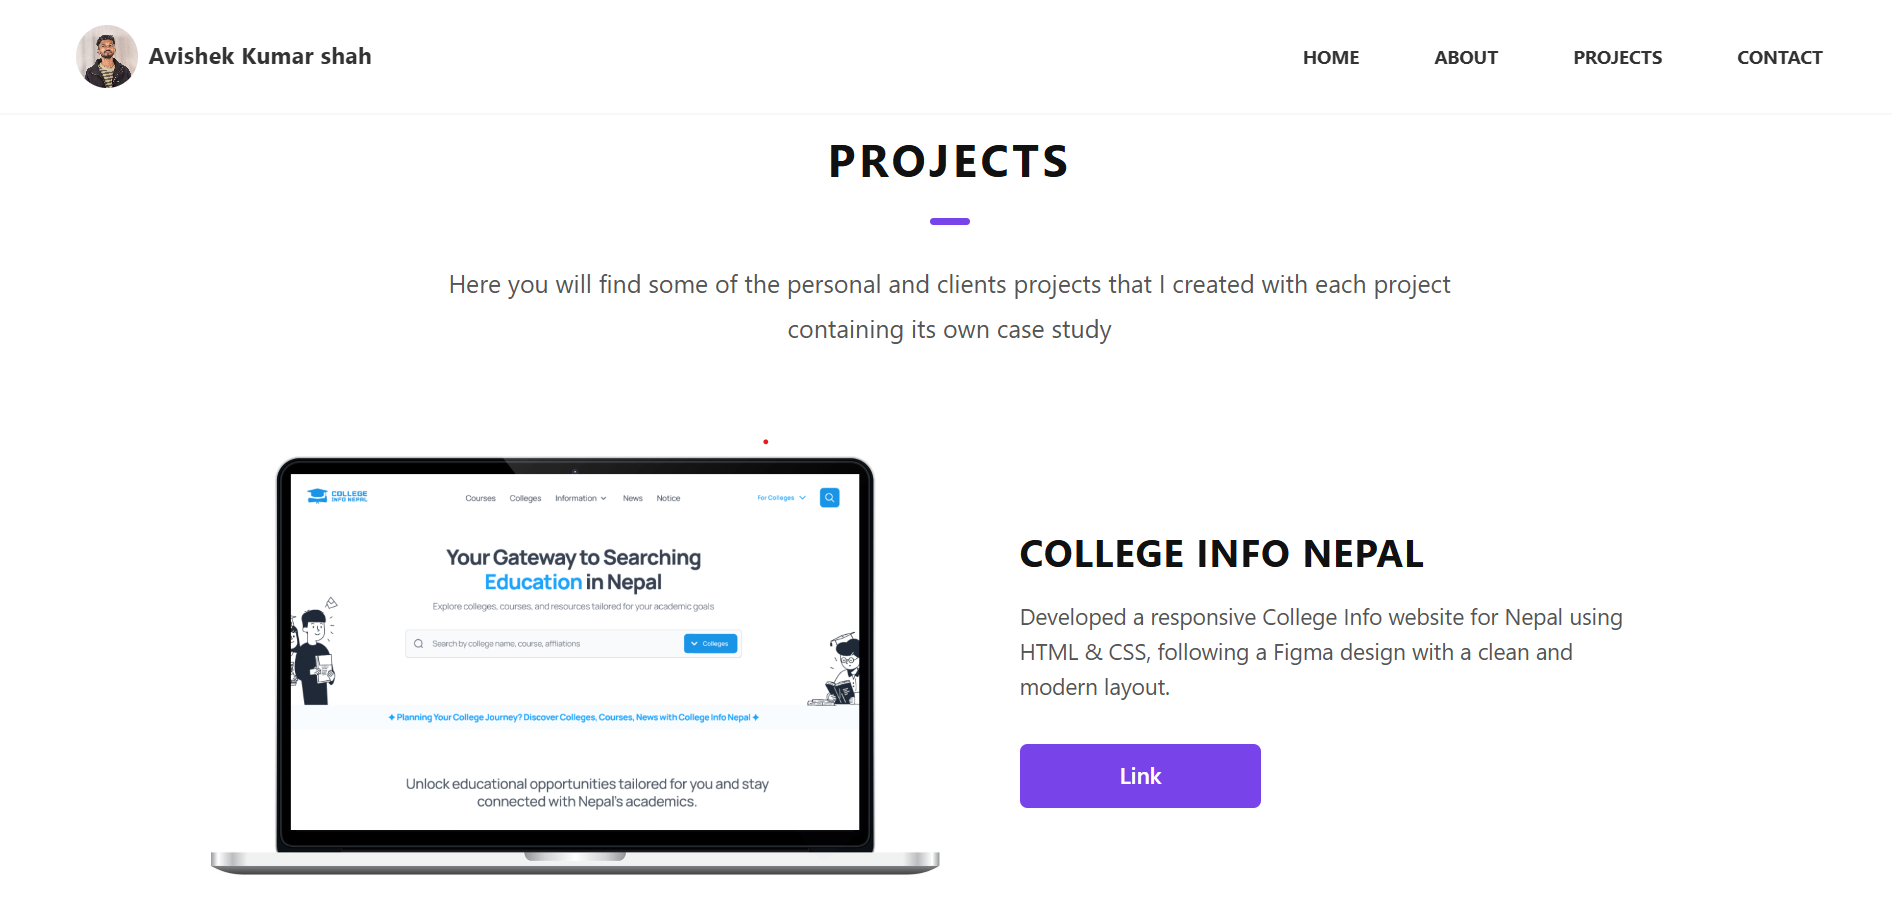 Avishek Kumar shah
HOME ABOUT PROJECTS CONTACT
PROJECTS
Here you will find some of the personal and clients projects that I created with each project
containing its own case study
COLLEGE
INFO NEPAL
Courses Colleges Information News Notice
For Colleges
Your Gateway to Searching
Education in Nepal
Explore colleges, courses, and resources tailored for your academic goals
Search by college name, course, affliations
Colleges
Planning Your College Journey? Discover Colleges, Courses, News with College Info Nepal
Unlock educational opportunities tailored for you and stay
connected with Nepal's academics.
COLLEGE INFO NEPAL
Developed a responsive College Info website for Nepal using
HTML & CSS, following a Figma design with a clean and
modern layout.
Link